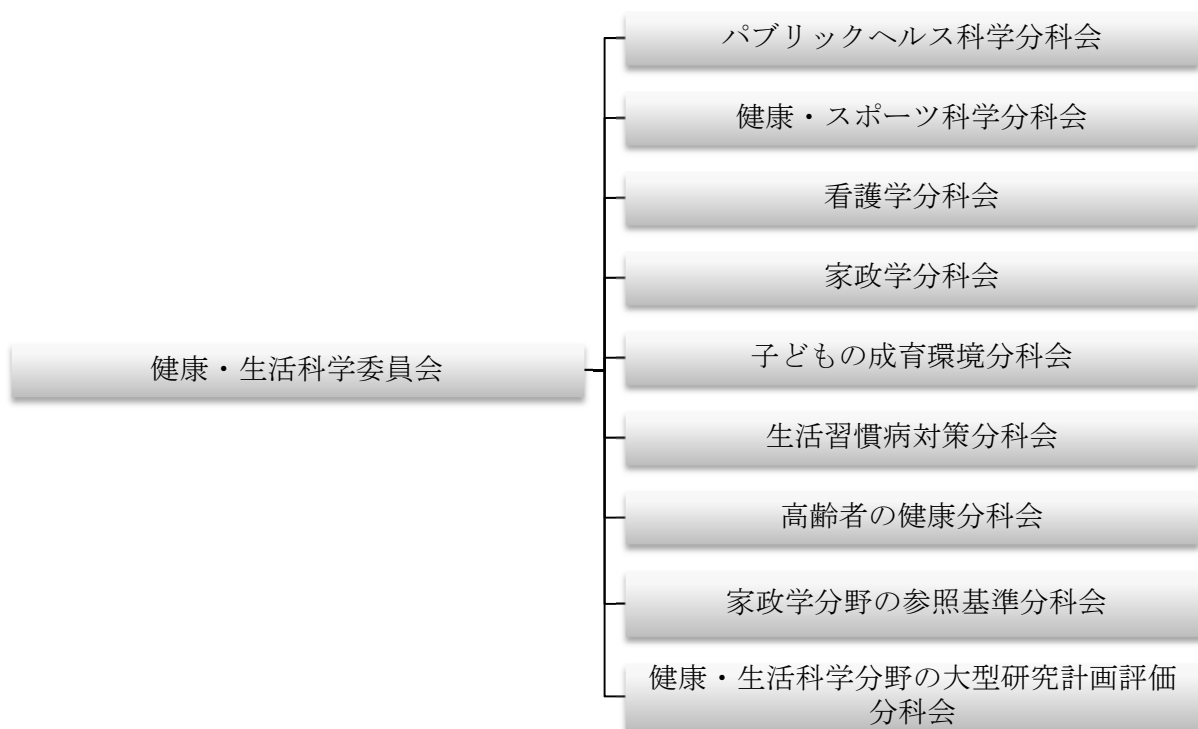 パブリックヘルス科学分科会
健康・スポーツ科学分科会
看護学分科会
家政学分科会
健康・生活科学委員会
子どもの成育環境分科会
生活習慣病対策分科会
高齢者の健康分科会
家政学分野の参照基準分科会
健康・生活科学分野の大型研究計画評価
分科会